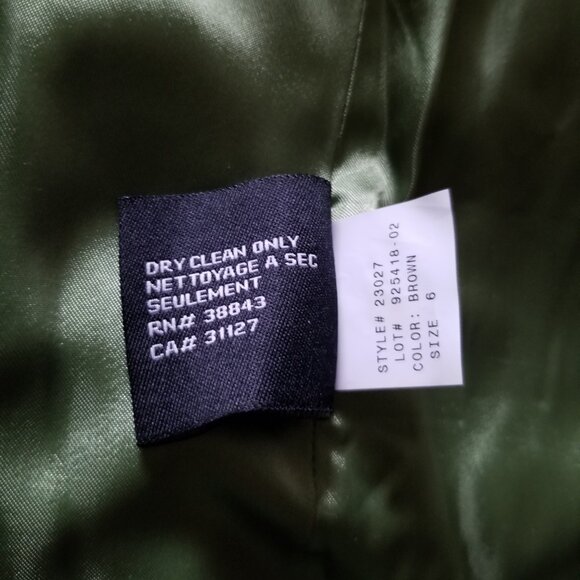 DRY CLEAN ONLY
NETTOYAGE A SEC
SEULEMENT
RN# 38843
CA# 31127
STYLE# 23027
LOT# 925418-02
COLOR: BROWN
SIZE 6